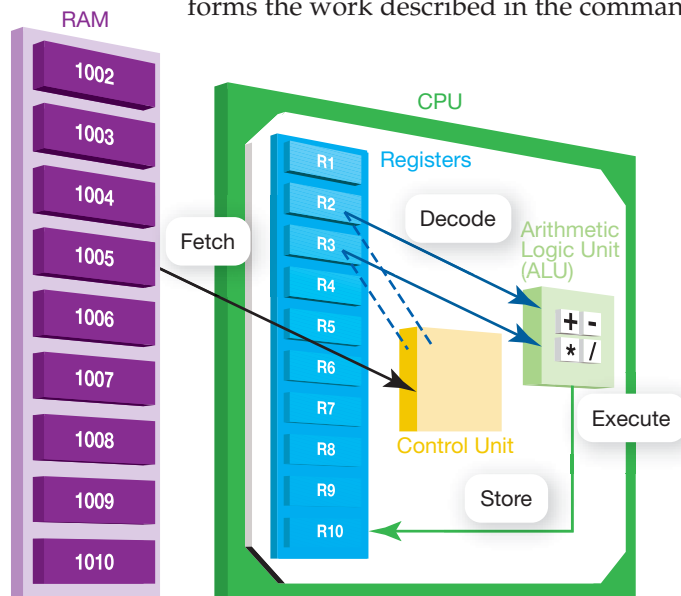 forms the work described in the comman
RAM
1002
1003
1004
1005
1006
1007
1008
1009
1010
CPU
Registers
R1
R2
R3
R4
R5
R6
R7
R8
R9
R10
Fetch
Decode
Arithmetic
Logic Unit
(ALU)
+ -
* /
Control Unit
Execute
Store